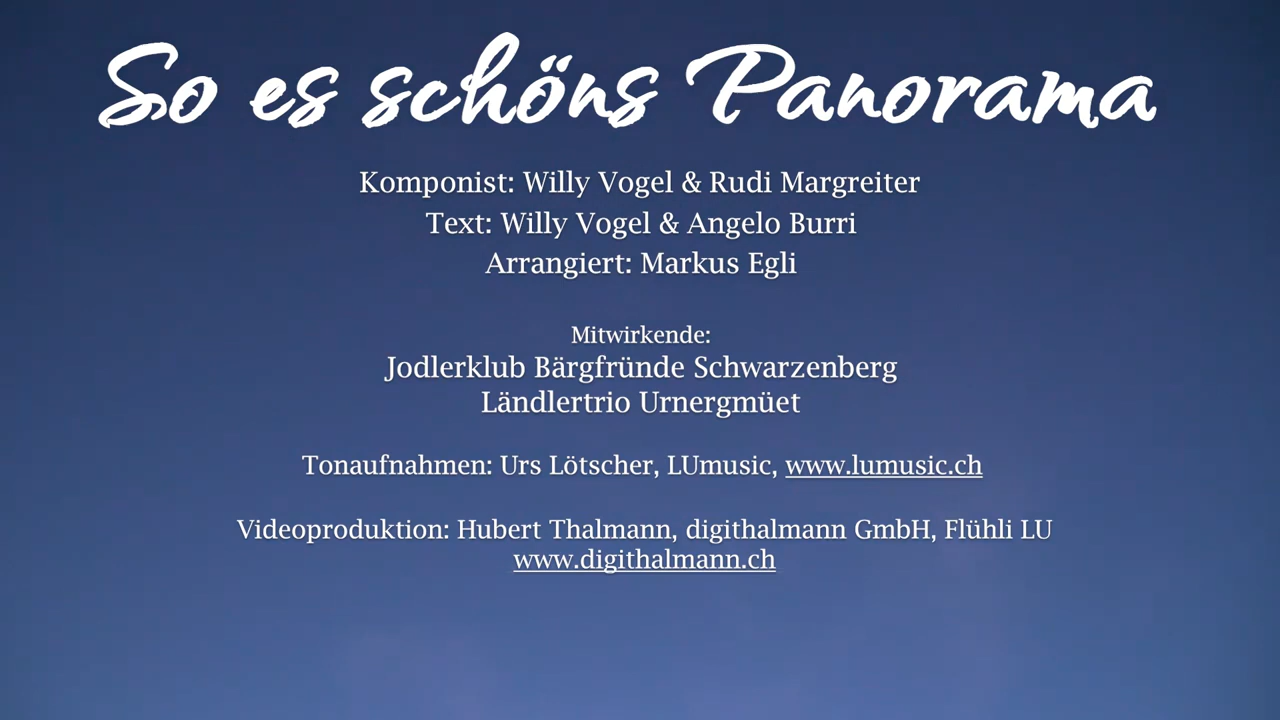 So es schöns Panorama
Komponist: Willy Vogel & Rudi Margreiter
Text: Willy Vogel & Angelo Burri
Arrangiert: Markus Egli
Mitwirkende:
Jodlerklub Bärgfründe Schwarzenberg
Ländlertrio Urnergmüet
Tonaufnahmen: Urs Lötscher, LUmusic, www.lumusic.ch
Videoproduktion: Hubert Thalmann, digithalmann GmbH, Flühli LU
www.digithalmann.ch